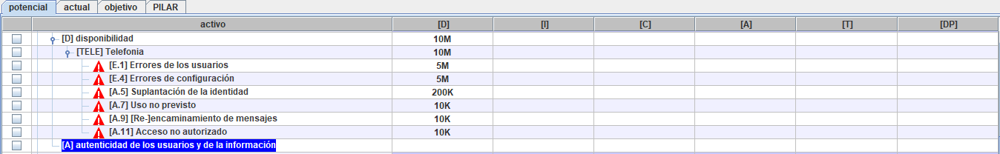 potencial actual objetivo PILAR
activo [D] [I] [C] [A] [T] [DP]
[D] disponibilidad 10M
[TELE] Telefonia 10M
[E.1] Errores de los usuarios 5M
[E.4] Errores de configuración 5M
[A.5] Suplantación de la identidad 200K
[A.7] Uso no previsto 10K
[A.9] [Re-]encaminamiento de mensajes 10K
[A.11] Acceso no autorizado 10K
[A] autenticidad de los usuarios y de la información